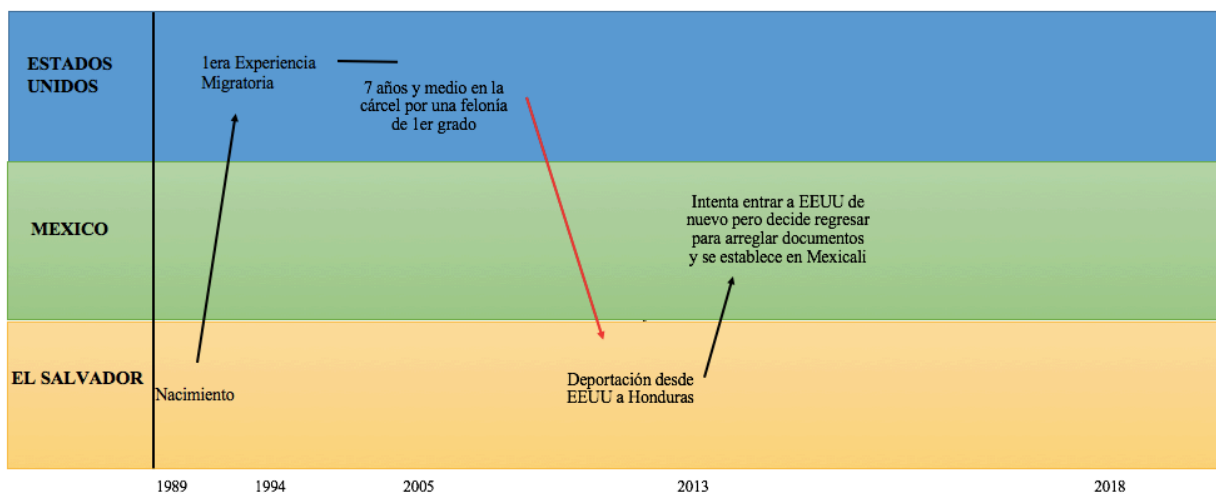 ESTADOS
UNIDOS
1era Experiencia
Migratoria
7 años y medio en la
cárcel por una felonía
de 1er grado
MEXICO
Intenta entrar a EEUU de
nuevo pero decide regresar
para arreglar documentos
y se establece en Mexicali
EL SALVADOR
Nacimiento
Deportación desde
EEUU a Honduras
1989
1994
2005
2013
2018